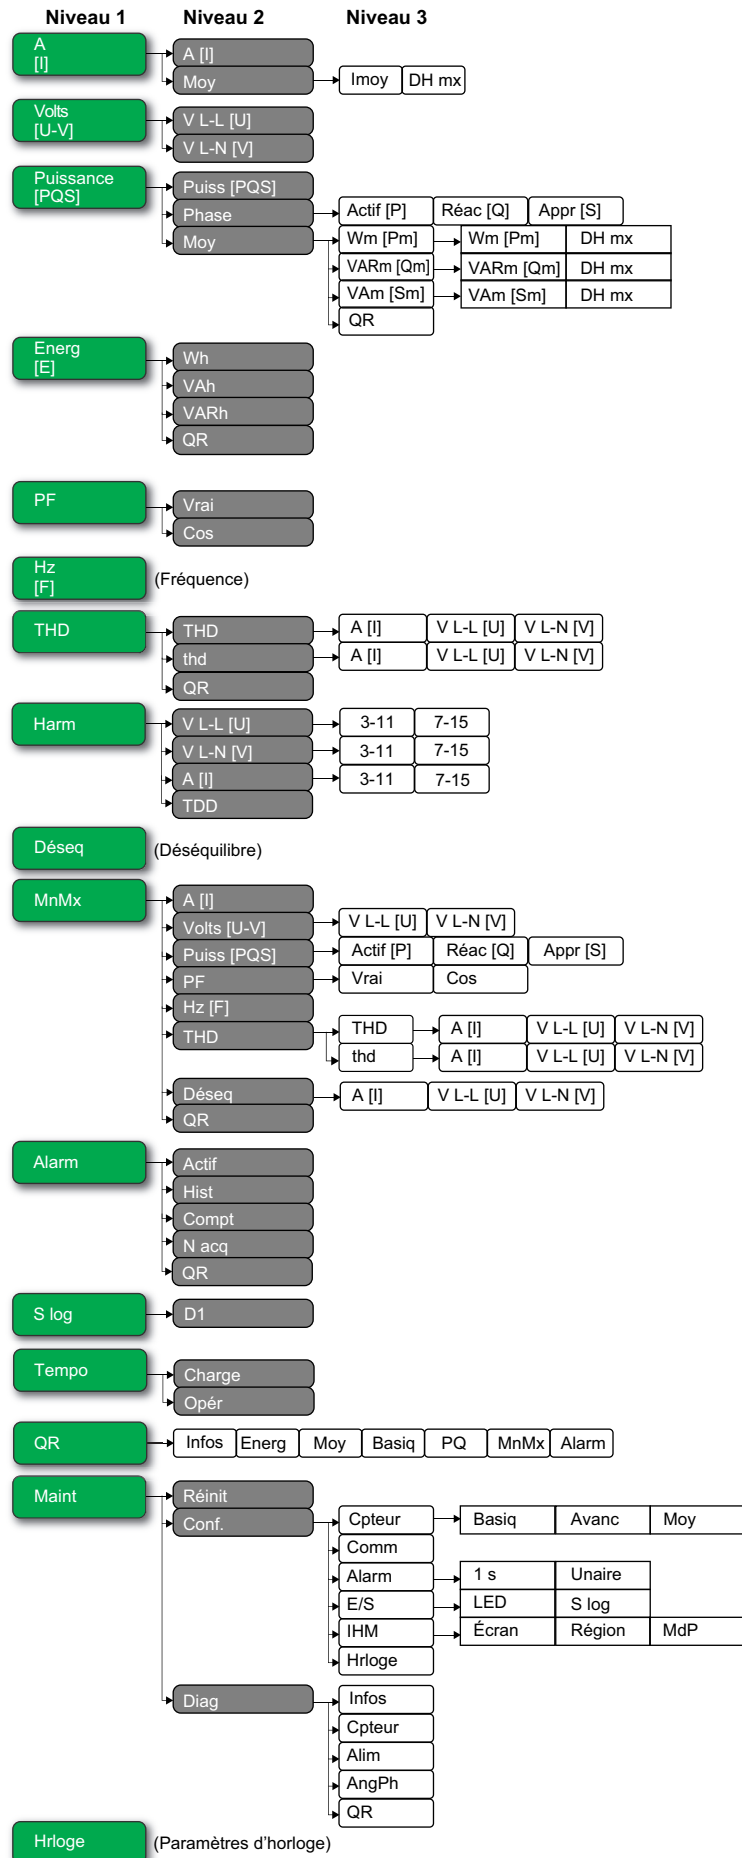 Niveau 1 Niveau 2 Niveau 3
A
[I]
A [I]
Moy
Imoy DH mx
Volts
[U-V]
V L-L [U]
V L-N [V]
Puissance
[PQS]
Puiss [PQS]
Phase Actif [P] Réac [Q] Appr [S]
Moy Wm [Pm] Wm [Pm] DH mx
VARm [Qm] VARm [Qm] DH mx
VAm [Sm] VAm [Sm] DH mx
QR
Energ
[E]
Wh
VAh
VARh
QR
PF
Vrai
Cos
Hz
[F]
(Fréquence)
THD THD A [I] V L-L [U] V L-N [V]
thd A [I] V L-L [U] V L-N [V]
QR
Harm V L-L [U] 3-11 7-15
V L-N [V] 3-11 7-15
A [I] 3-11 7-15
TDD
Déseq (Déséquilibre)
MnMx A [I]
Volts [U-V] V L-L [U] V L-N [V]
Puiss [PQS] Actif [P] Réac [Q] Appr [S]
PF Vrai Cos
Hz [F]
THD THD A [I] V L-L [U] V L-N [V]
thd A [I] V L-L [U] V L-N [V]
Déseq A [I] V L-L [U] V L-N [V]
QR
Alarm Actif
Hist
Compt
N acq
QR
S log D1
Tempo Charge
Opér
QR Infos Energ Moy Basiq PQ MnMx Alarm
Maint Réinit
Conf. Cpteur Basiq Avanc Moy
Comm
Alarm 1 s Unaire
E/S LED S log
IHM Écran Région MdP
Hrloge
Diag Infos
Cpteur
Alim
AngPh
QR
Hrloge (Paramètres d'horloge)